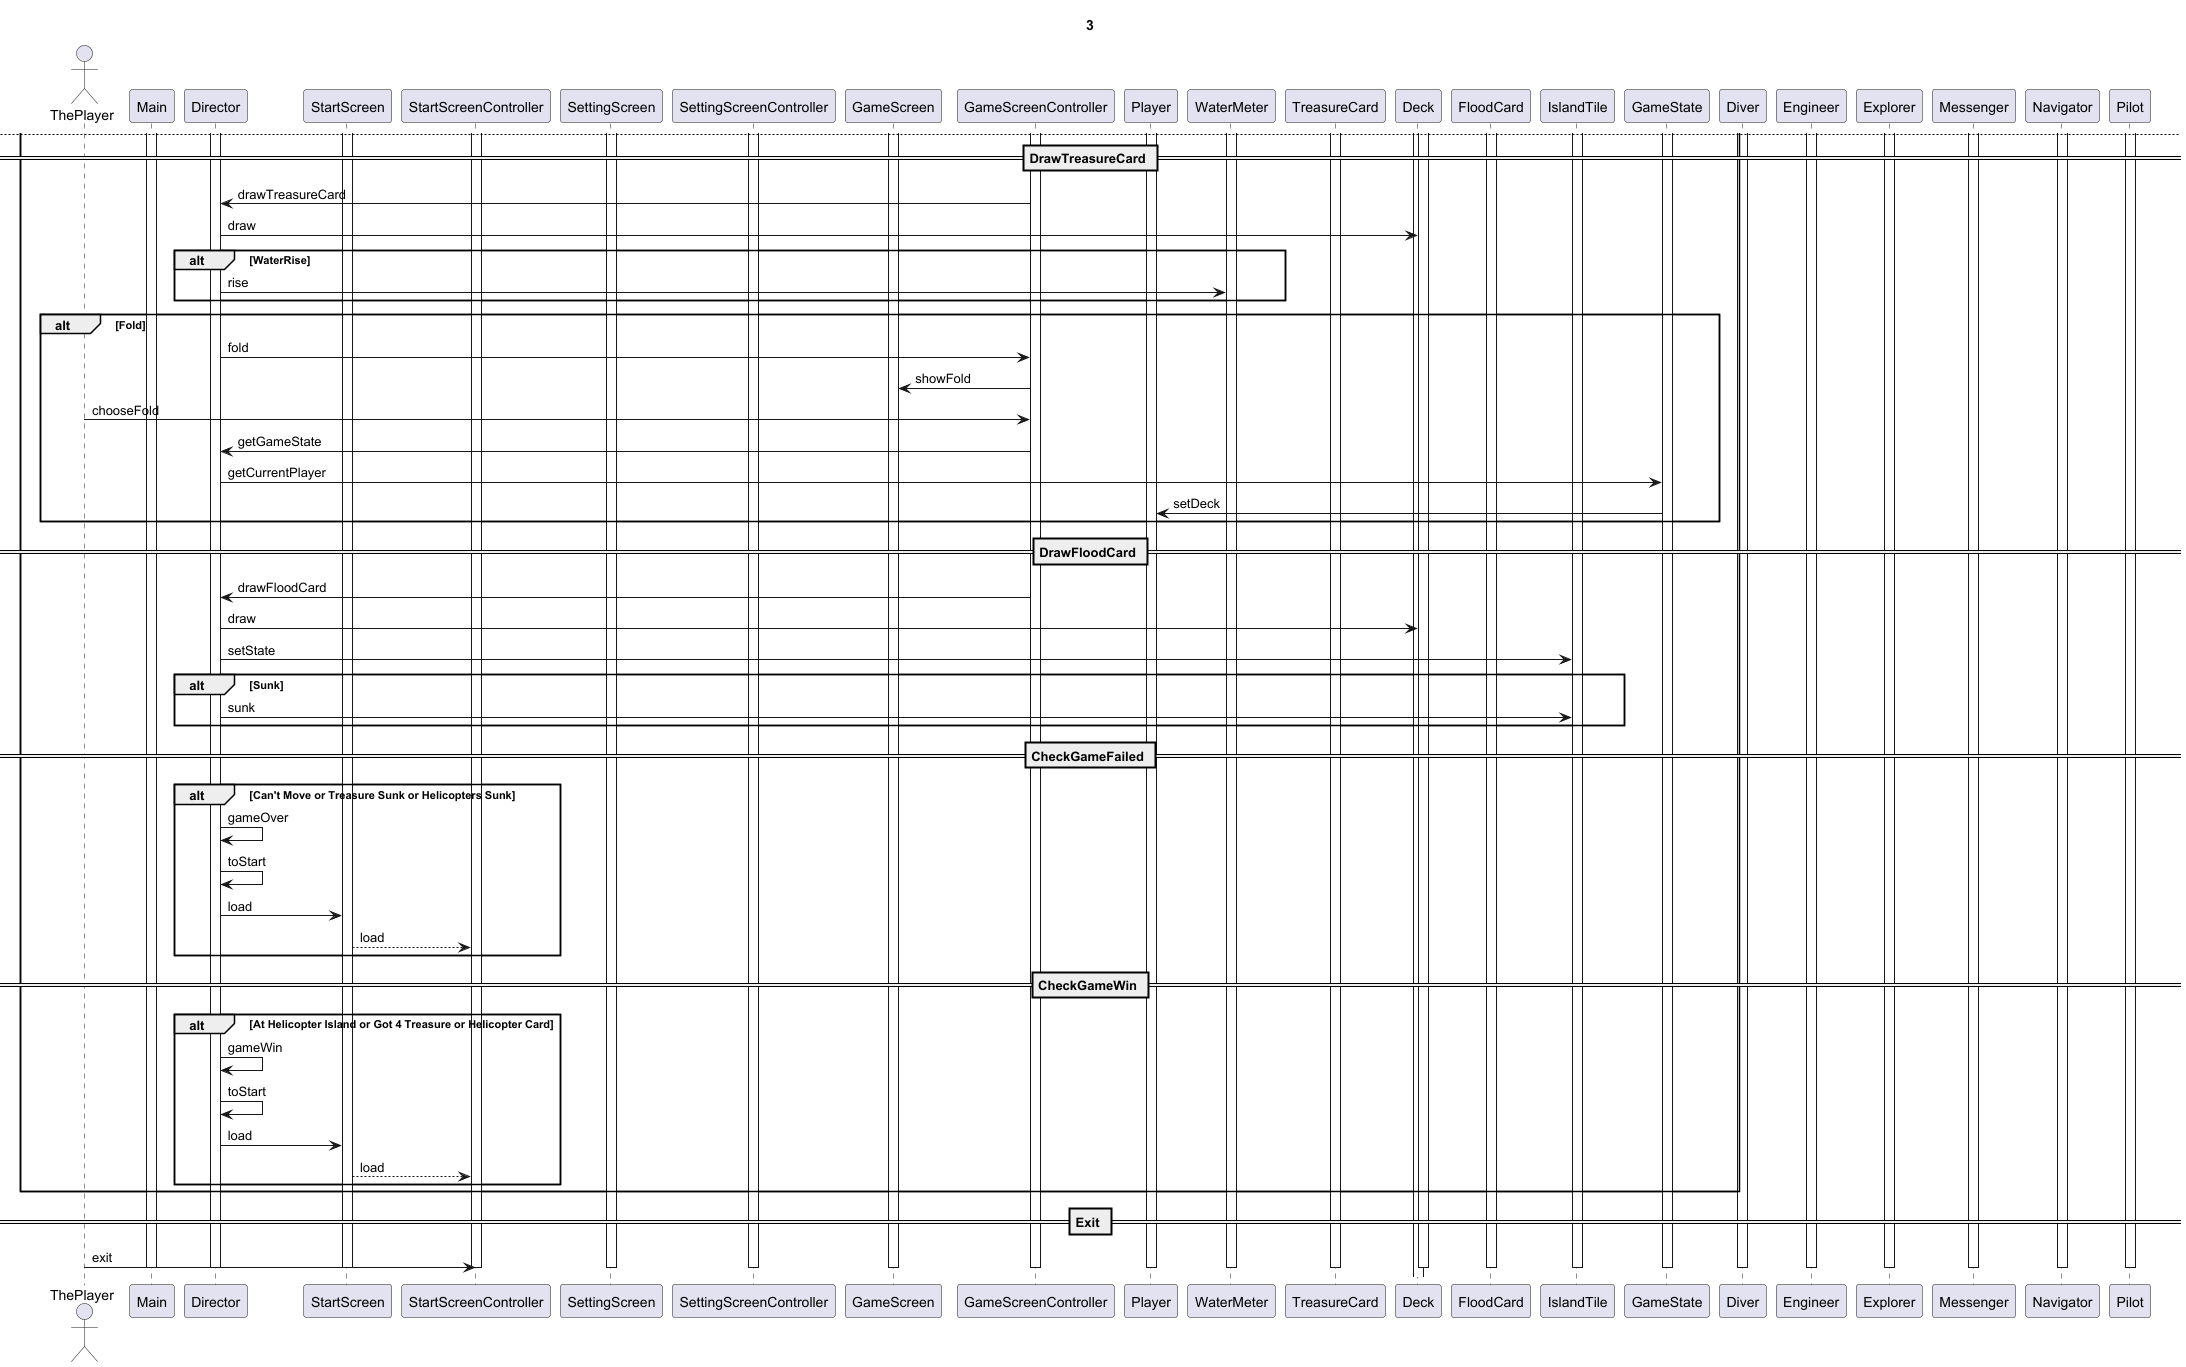 3
ThePlayer
Main
Director
StartScreen
StartScreenController
SettingScreen
SettingScreenController
GameScreen
GameScreenController
Player
WaterMeter
TreasureCard
Deck
FloodCard
IslandTile
GameState
Diver
Engineer
Explorer
Messenger
Navigator
Pilot
DrawTreasureCard
drawTreasureCard
draw
alt [WaterRise]
rise
alt [Fold]
fold
showFold
chooseFold
getGameState
getCurrentPlayer
setDeck
DrawFloodCard
drawFloodCard
draw
setState
alt [Sunk]
sunk
CheckGameFailed
alt [Can't Move or Treasure Sunk or Helicopters Sunk]
gameOver
toStart
load
load
CheckGameWin
alt [At Helicopter Island or Got 4 Treasure or Helicopter Card]
gameWin
toStart
load
load
Exit
exit
ThePlayer
Main
Director
StartScreen
StartScreenController
SettingScreen
SettingScreenController
GameScreen
GameScreenController
Player
WaterMeter
TreasureCard
Deck
FloodCard
IslandTile
GameState
Diver
Engineer
Explorer
Messenger
Navigator
Pilot